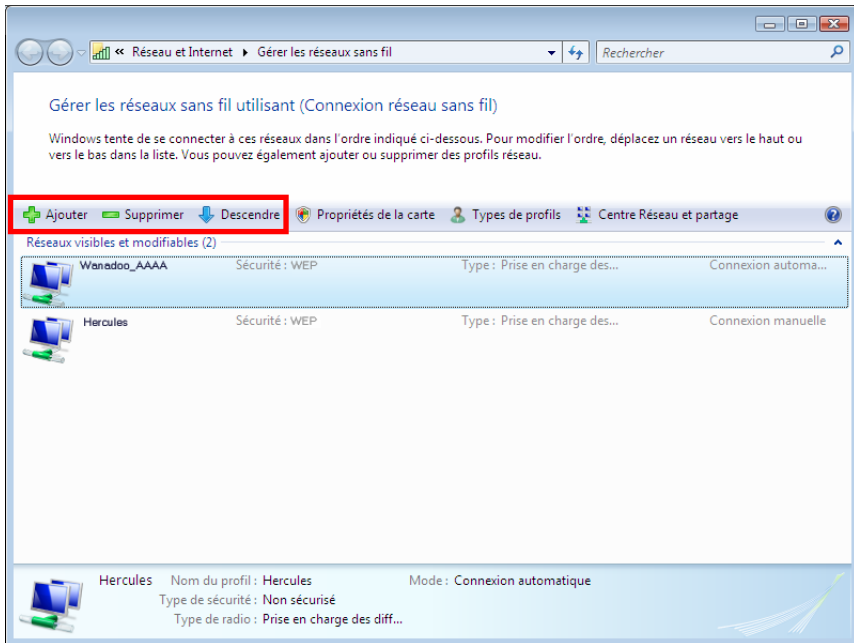 « Réseau et Internet Gérer les réseaux sans fil Rechercher
Gérer les réseaux sans fil utilisant (Connexion réseau sans fil)
Windows tente de se connecter à ces réseaux dans l'ordre indiqué ci-dessous. Pour modifier l'ordre, déplacez un réseau vers le haut ou
vers le bas dans la liste. Vous pouvez également ajouter ou supprimer des profils réseau.
Ajouter Supprimer Descendre Propriétés de la carte Types de profils Centre Réseau et partage
Réseaux visibles et modifiables (2)
Wanadoo_AAAA Sécurité : WEP Type : Prise en charge des... Connexion automa...
Hercules Sécurité : WEP Type : Prise en charge des... Connexion manuelle
Hercules Nom du profil : Hercules Mode : Connexion automatique
Type de sécurité : Non sécurisé
Type de radio : Prise en charge des diff...